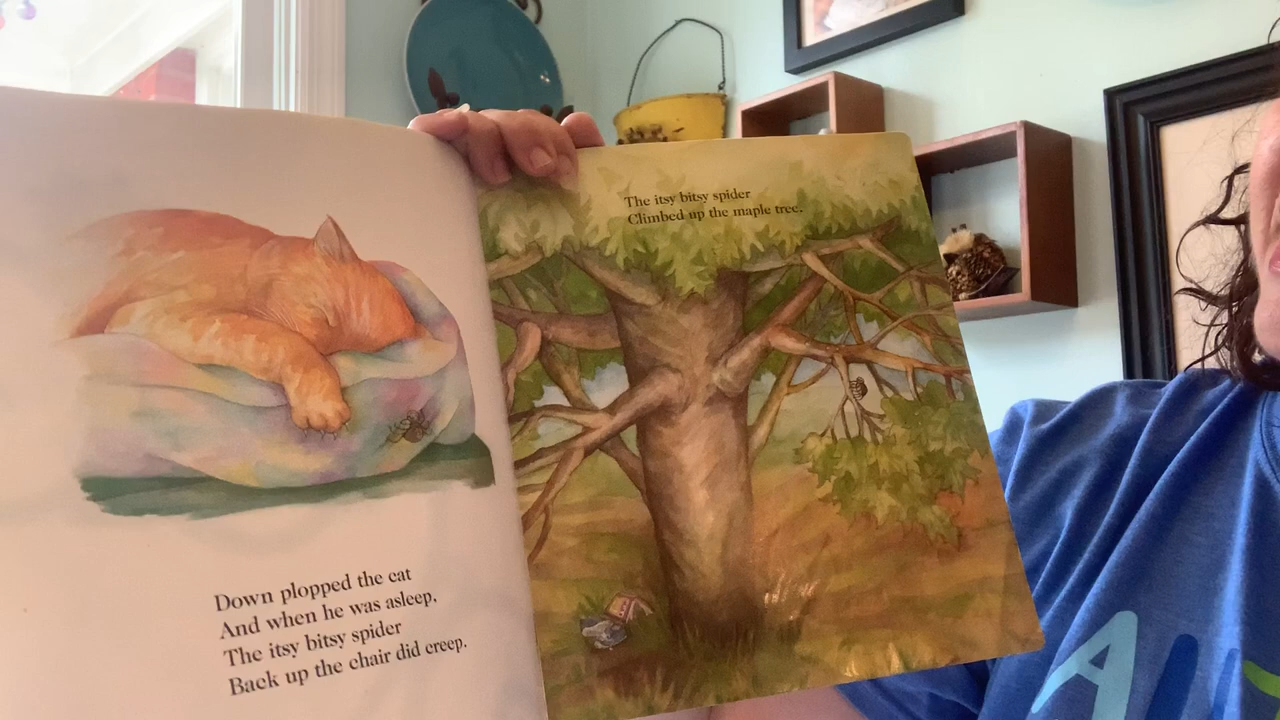 Down plopped the cat
And when he was asleep,
The itsy bitsy spider
Back up the chair did creep.
The itsy bitsy spider
Climbed up the maple tree.